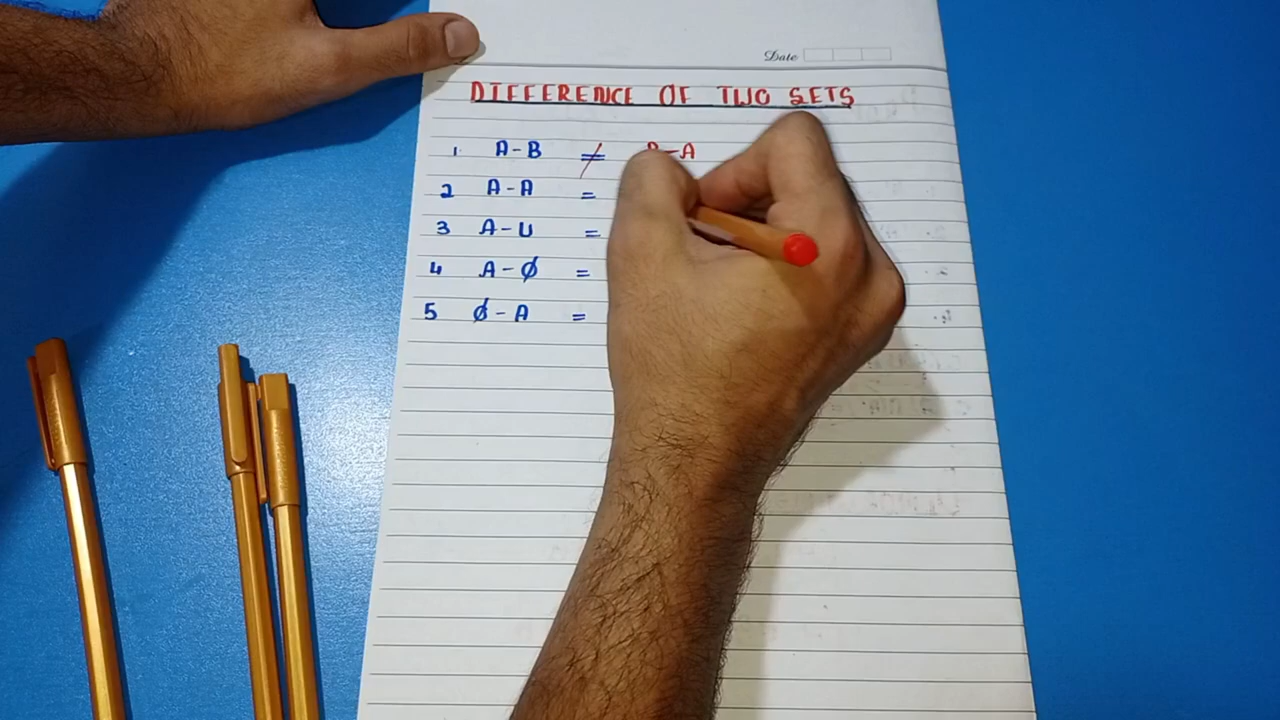 Date
DIFFERENCE OF TWO SETS
1 A-B ≠ B-A
2 A-A =
3 A-U =
4 A-ø =
5 ø-A =